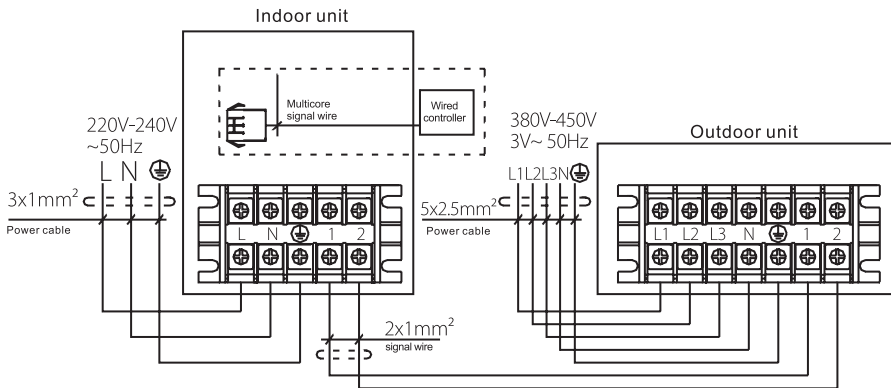 Indoor unit
Multicore
signal wire
Wired
controller
220V-240V
~50Hz
L N
3x1mm²
Power cable
L N 1 2
380V-450V
3V~ 50Hz
L1L2L3N
5x2.5mm²
Power cable
Outdoor unit
L1 L2 L3 N 1 2
2x1mm²
signal wire